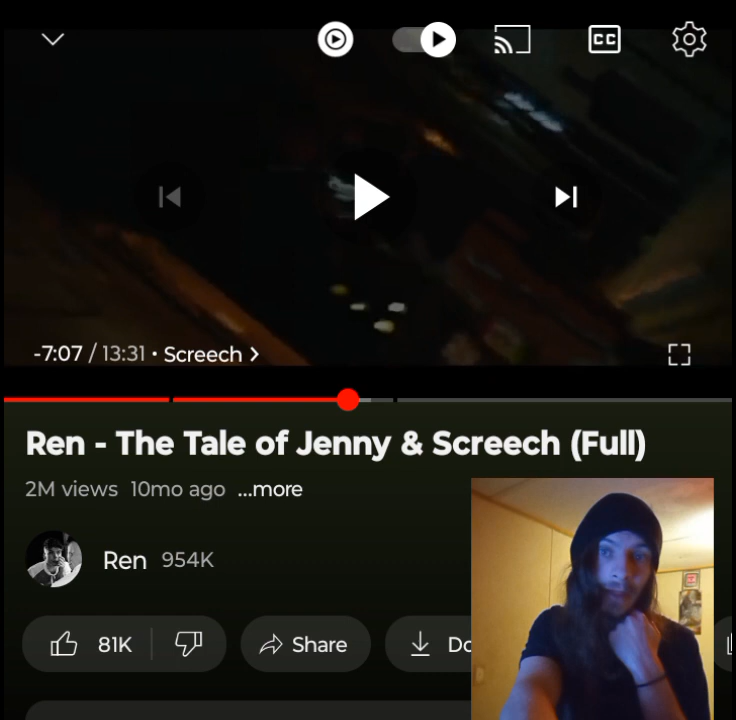 CC
-7:07 / 13:31 • Screech >
Ren - The Tale of Jenny & Screech (Full)
2M views 10mo ago ...more
Ren 954K
81K Share Do